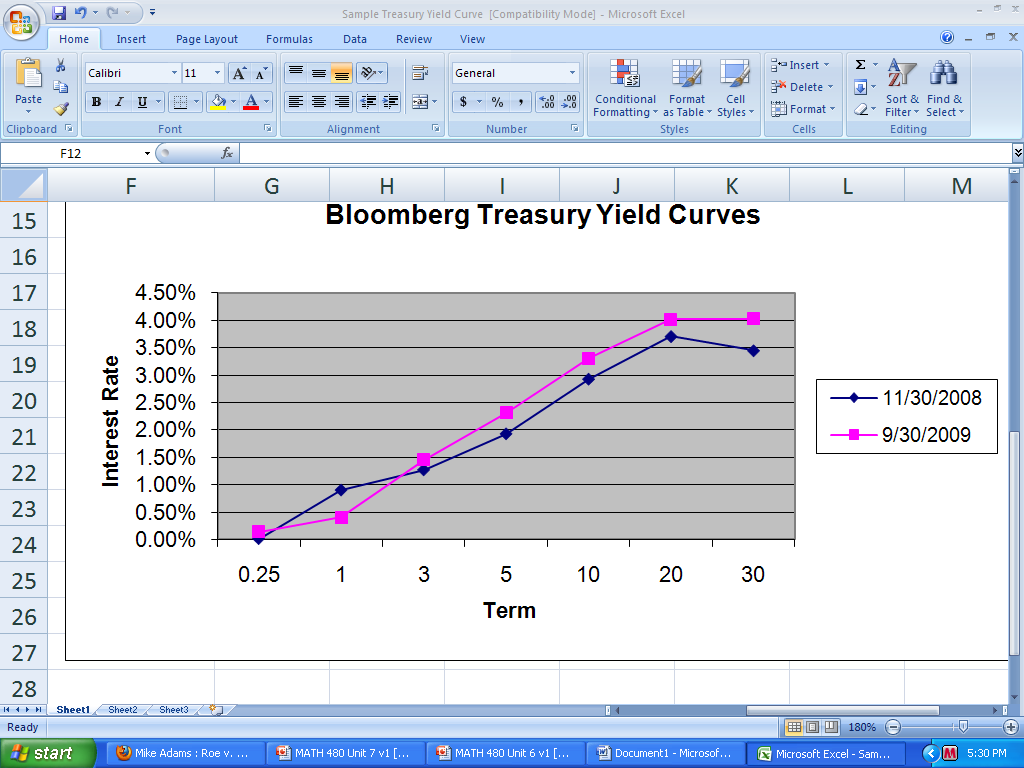 Sample Treasury Yield Curve [Compatibility Mode] - Microsoft Excel
Home Insert Page Layout Formulas Data Review View
Paste
Calibri 11 A A
B I U A
General
$ % , .00 .0
Conditional Formatting
Format as Table
Cell Styles
Insert
Delete
Format
Σ
Sort & Filter
Find & Select
Clipboard Font Alignment Number Styles Cells Editing
F12 fx
F G H I J K L M
15
16
17
18
19
20
21
22
23
24
25
26
27
28
Bloomberg Treasury Yield Curves
4.50%
4.00%
3.50%
3.00%
2.50%
2.00%
1.50%
1.00%
0.50%
0.00%
Interest Rate
0.25 1 3 5 10 20 30
Term
11/30/2008
9/30/2009
Sheet1 Sheet2 Sheet3
Ready 180%
start Mike Adams : Roe v. ... MATH 480 Unit 7 v1 [... MATH 480 Unit 6 v1 [... Document1 - Microsof... Microsoft Excel - Sam... 5:30 PM